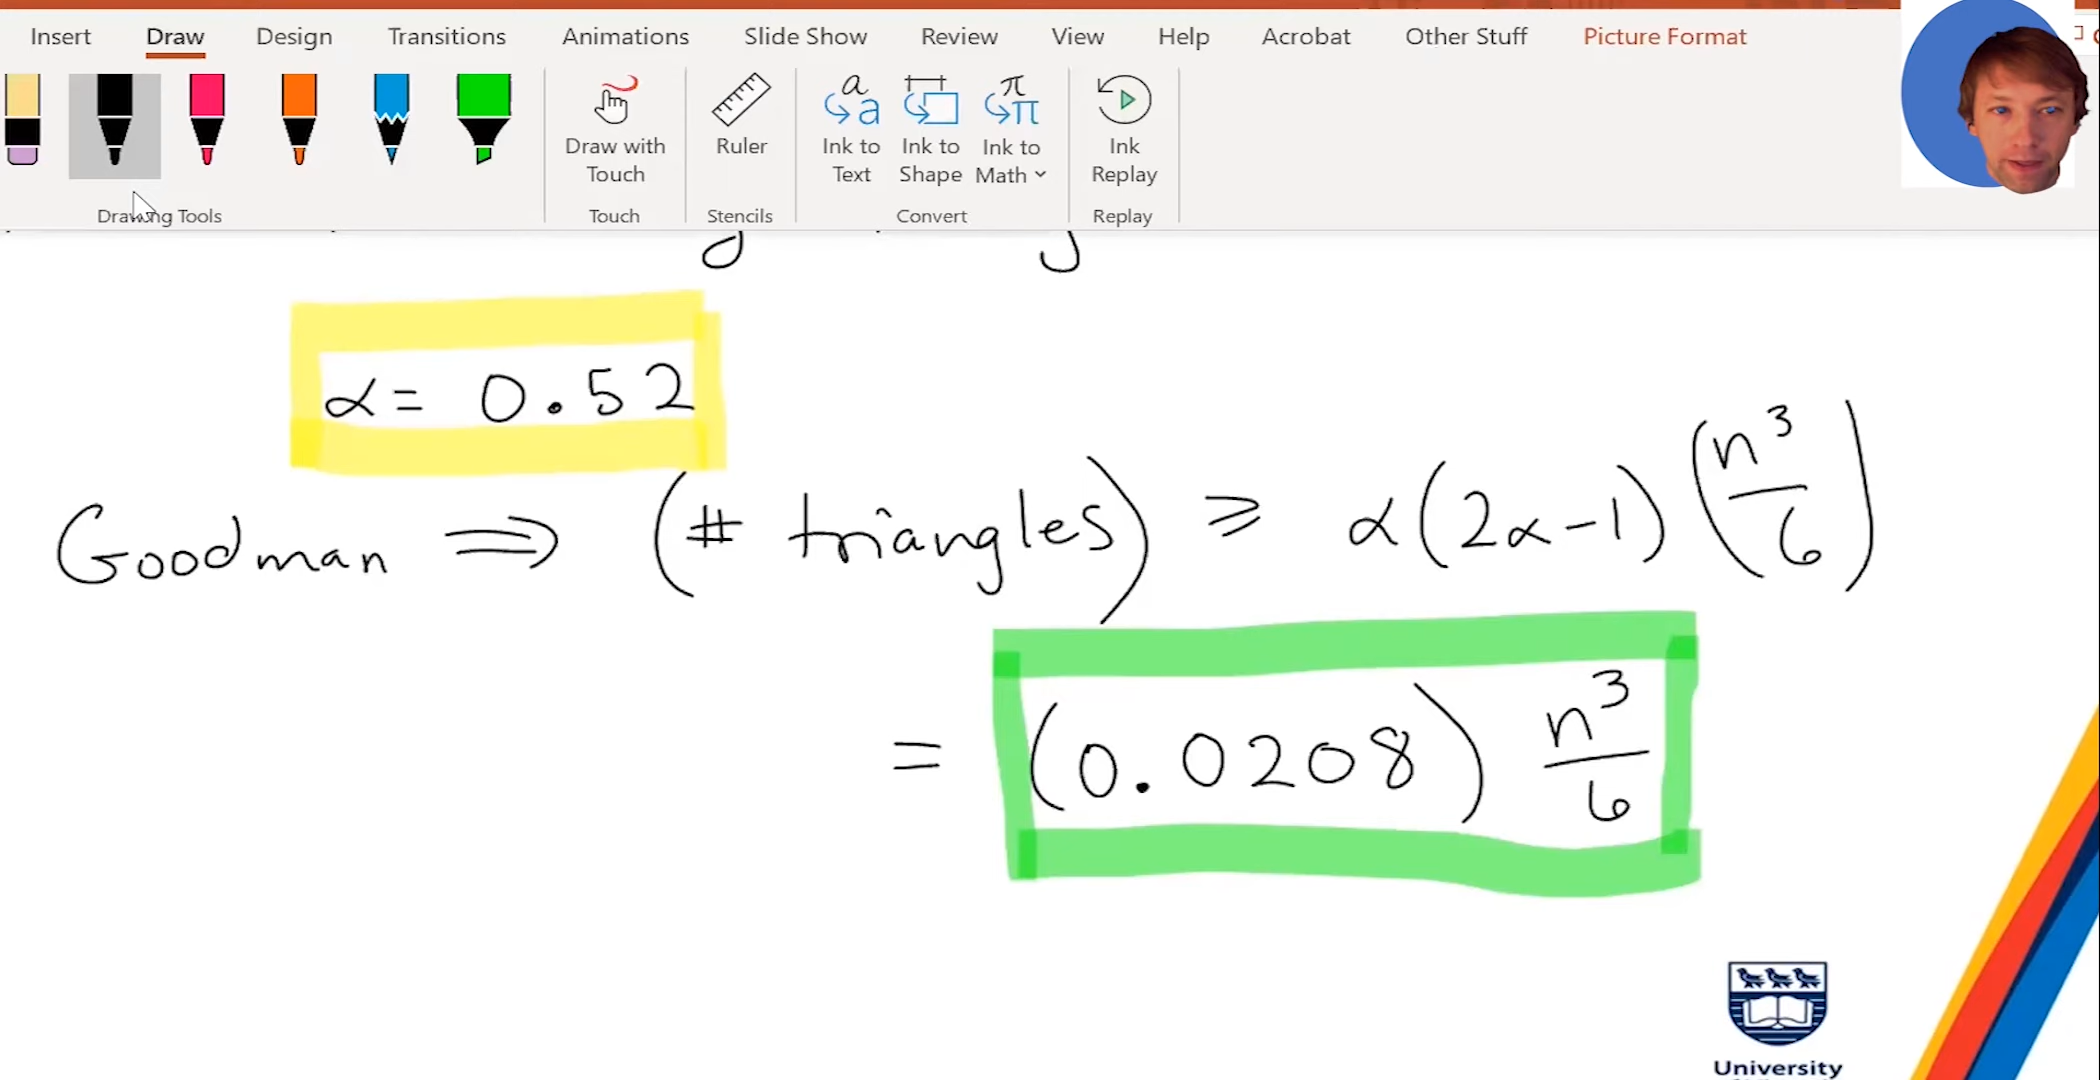 Insert Draw Design Transitions Animations Slide Show Review View Help Acrobat Other Stuff Picture Format
Draw with Touch
Ruler
Ink to Text
Ink to Shape
Ink to Math
Ink Replay
Drawing Tools Touch Stencils Convert Replay
α = 0.52
Goodman ⟹ (# triangles) ⩾ α(2α-1)(n³/6)
= (0.0208) n³/6
University